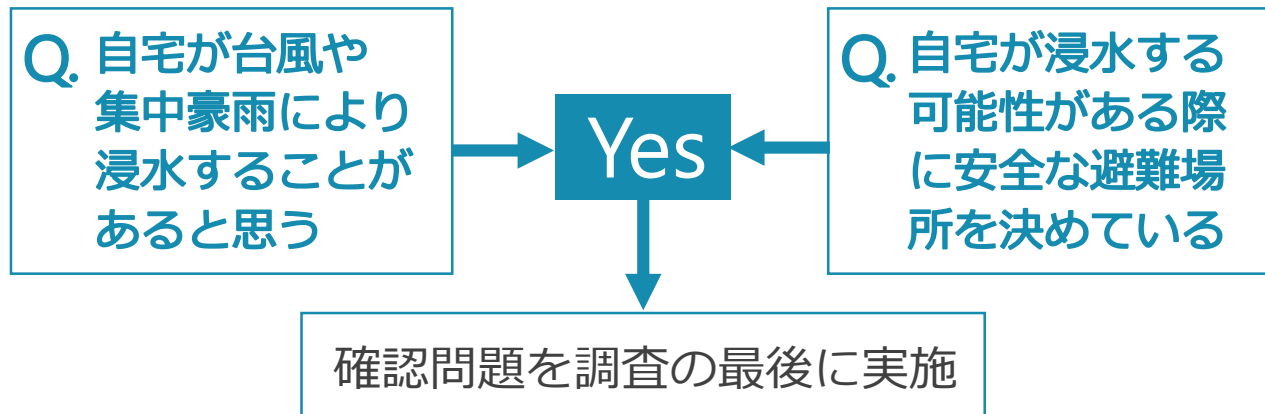 Q. 自宅が台風や
集中豪雨により
浸水することが
あると思う
Yes
Q. 自宅が浸水する
可能性がある際
に安全な避難場
所を決めている
確認問題を調査の最後に実施